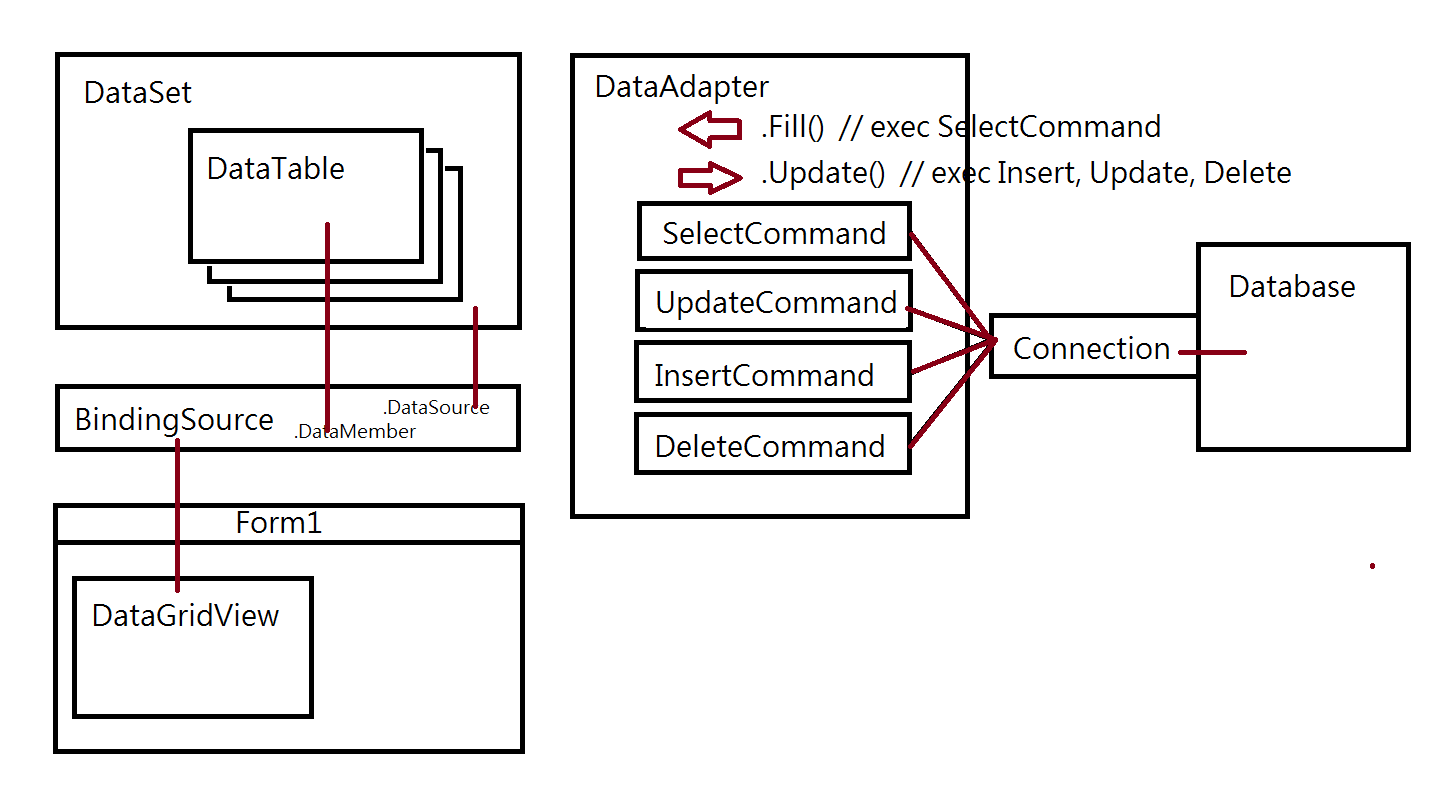 DataSet
DataTable
BindingSource
.DataSource
.DataMember
Form1
DataGridView
DataAdapter
.Fill() // exec SelectCommand
.Update() // exec Insert, Update, Delete
SelectCommand
UpdateCommand
InsertCommand
DeleteCommand
Connection
Database